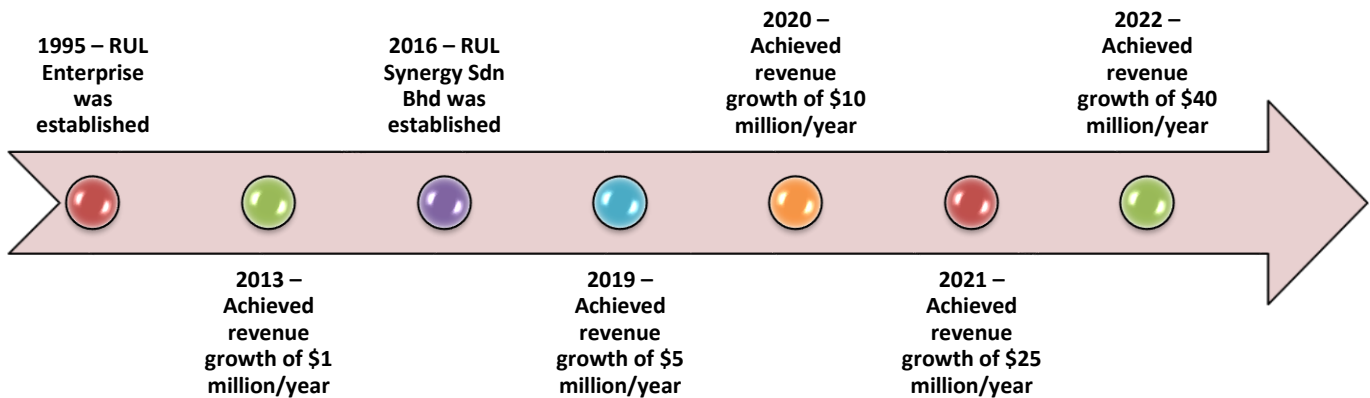 1995 – RUL
Enterprise
was
established
2013 –
Achieved
revenue
growth of $1
million/year
2016 – RUL
Synergy Sdn
Bhd was
established
2019 –
Achieved
revenue
growth of $5
million/year
2020 –
Achieved
revenue
growth of $10
million/year
2021 –
Achieved
revenue
growth of $25
million/year
2022 –
Achieved
revenue
growth of $40
million/year